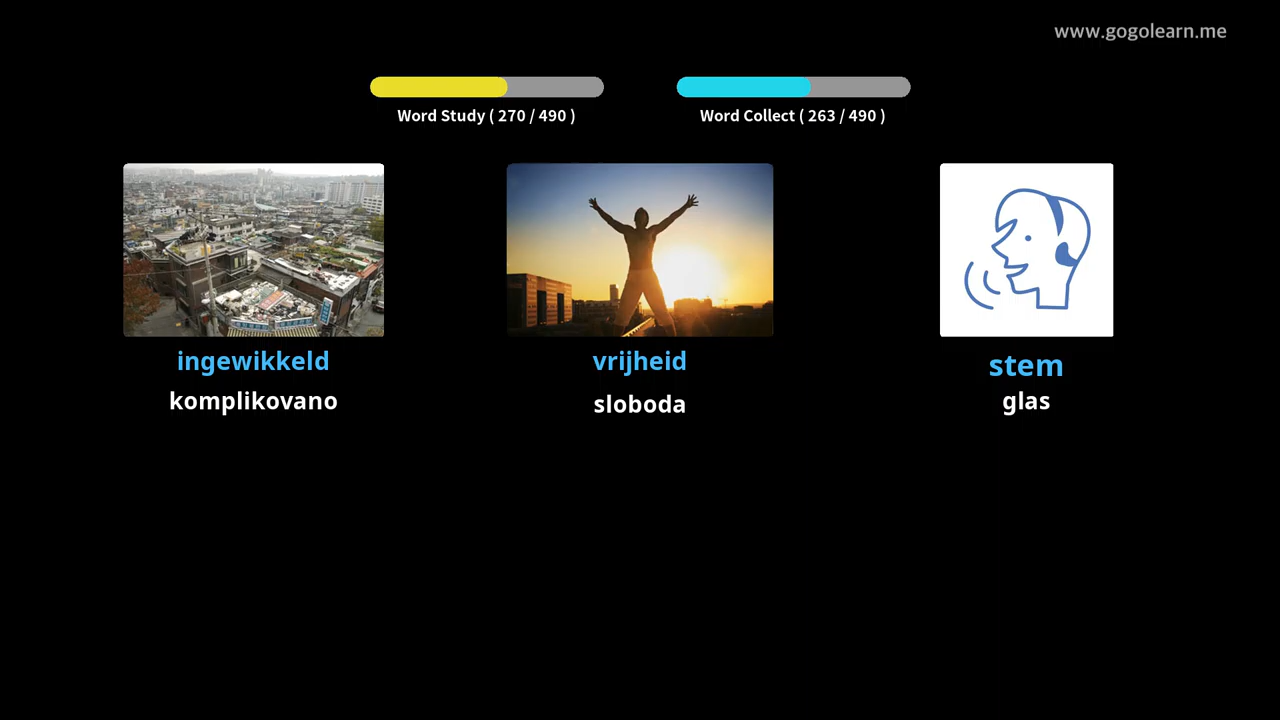 www.gogolearn.me
Word Study ( 270 / 490 )
Word Collect ( 263 / 490 )
ingewikkeld
komplikovano
vrijheid
sloboda
stem
glas